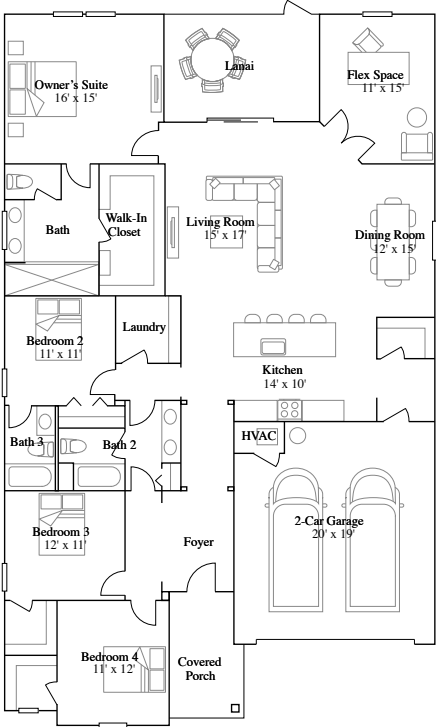 Owner's Suite
16' x 15'
Lanai
Flex Space
11' x 15'
Bath
Walk-In
Closet
Living Room
15' x 17'
Dining Room
12' x 15'
Bedroom 2
11' x 11'
Laundry
Kitchen
14' x 10'
Bath 3
Bath 2
HVAC
Bedroom 3
12' x 11'
Foyer
2-Car Garage
20' x 19'
Bedroom 4
11' x 12'
Covered
Porch